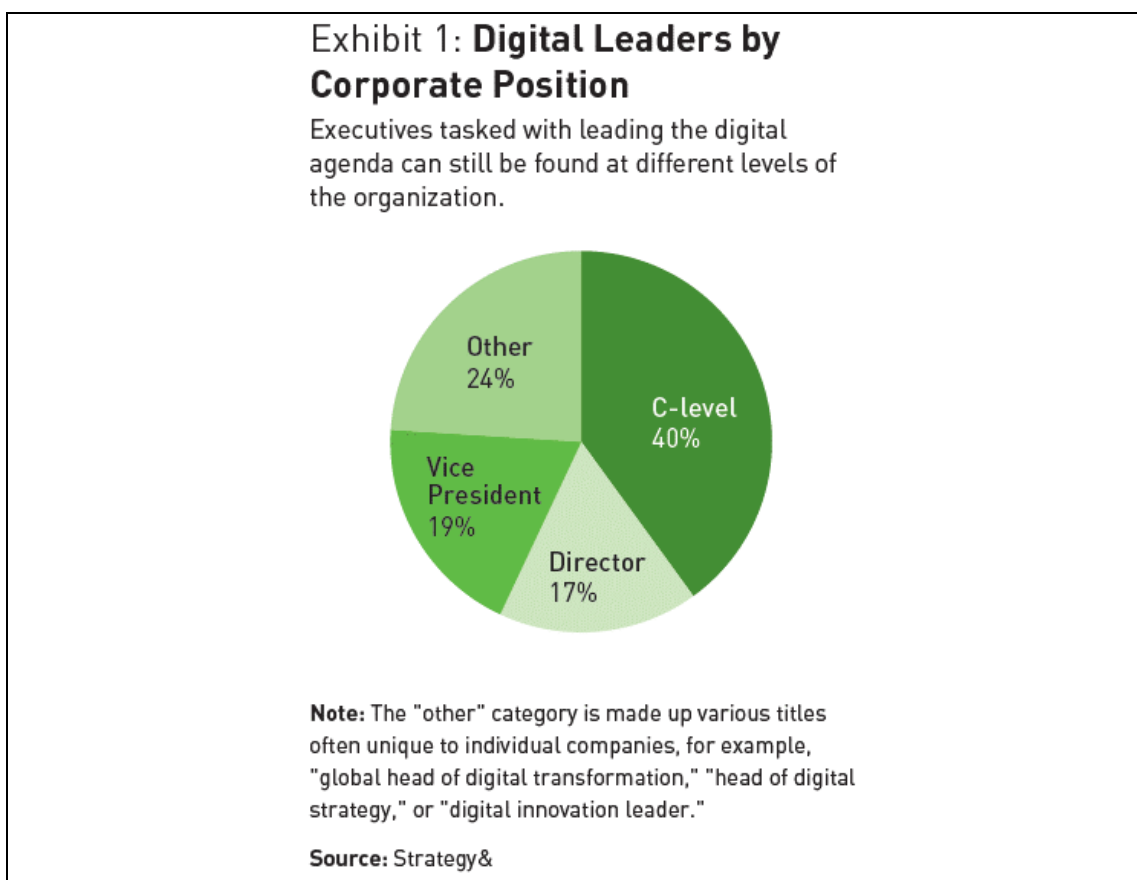 Exhibit 1: Digital Leaders by
Corporate Position
Executives tasked with leading the digital
agenda can still be found at different levels of
the organization.
Other
24%
C-level
40%
Vice
President
19%
Director
17%
Note: The "other" category is made up various titles
often unique to individual companies, for example,
"global head of digital transformation," "head of digital
strategy," or "digital innovation leader."
Source: Strategy&